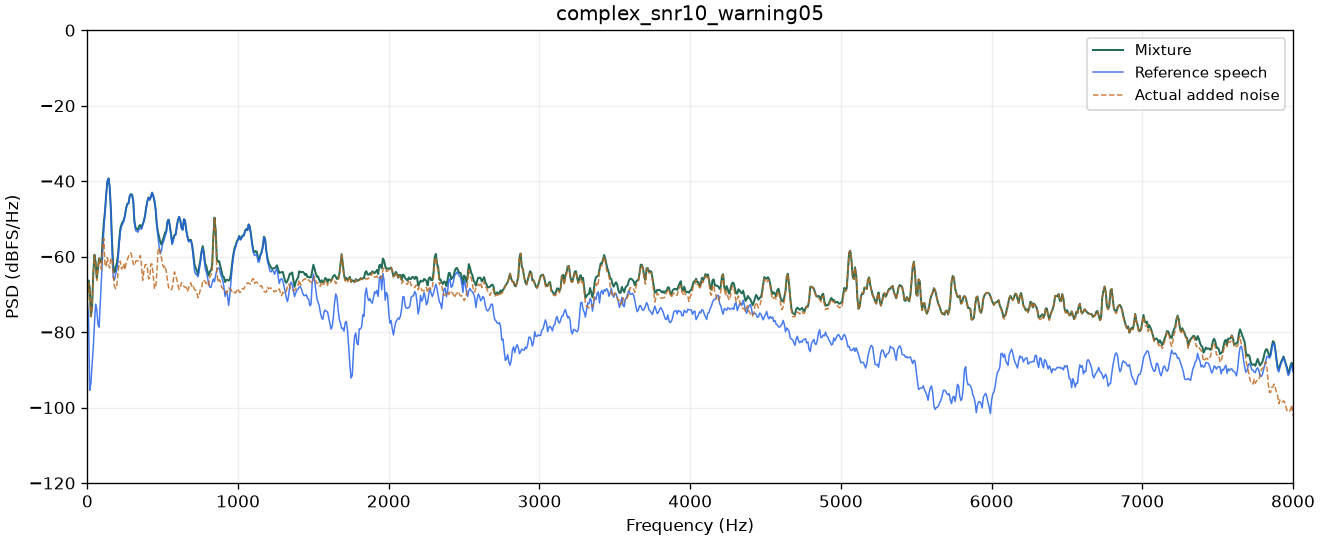 complex_snr10_warning05
Mixture
Reference speech
Actual added noise
PSD (dBFS/Hz)
0
−20
−40
−60
−80
−100
−120
0 1000 2000 3000 4000 5000 6000 7000 8000
Frequency (Hz)